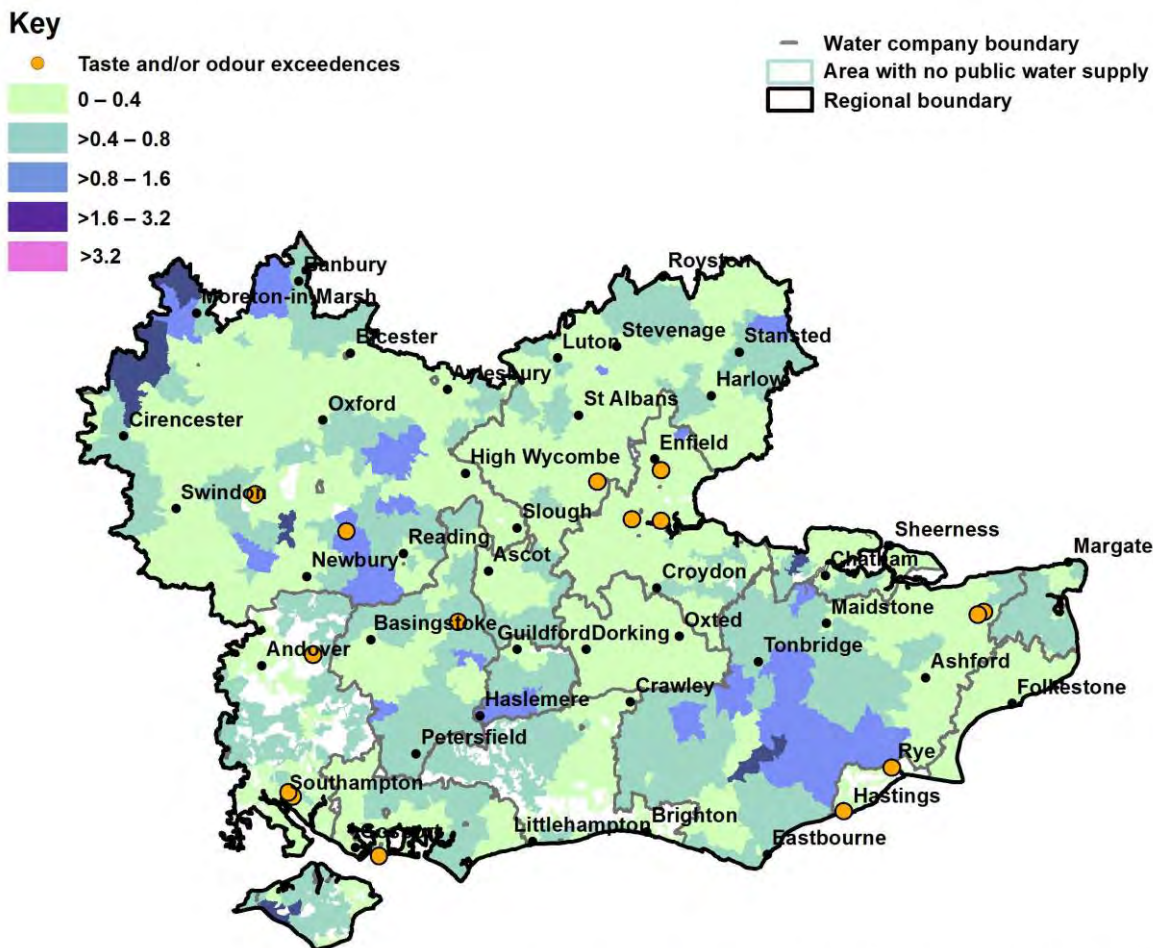 Key
Taste and/or odour exceedences
0 – 0.4
>0.4 – 0.8
>0.8 – 1.6
>1.6 – 3.2
>3.2
Water company boundary
Area with no public water supply
Regional boundary
Banbury
Royston
Moreton-in-Marsh
Bicester
Luton
Stevenage
Stansted
Aylesbury
Harlow
Cirencester
Oxford
St Albans
High Wycombe
Enfield
Swindon
Slough
Sheerness
Newbury
Reading
Ascot
Croydon
Chatham
Margate
Maidstone
Andover
Basingstoke
Guildford
Dorking
Oxted
Tonbridge
Ashford
Haslemere
Crawley
Folkestone
Petersfield
Southampton
Rye
Hastings
Littlehampton
Brighton
Eastbourne